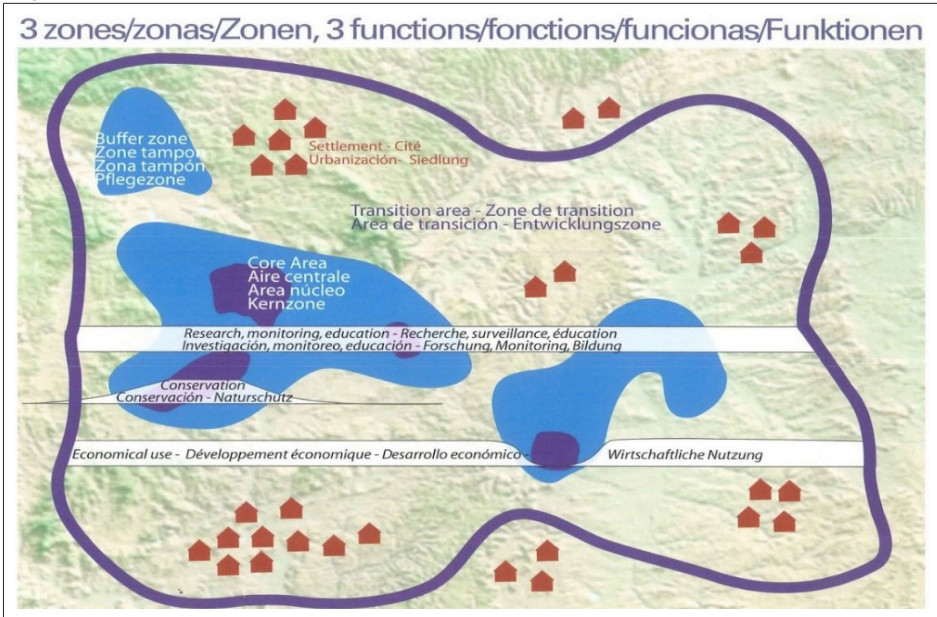 3 zones/zonas/Zonen, 3 functions/fonctions/funcionas/Funktionen
Buffer zone
Zone tampon
Zona tampón
Pflegezone
Settlement - Cité
Urbanización- Siedlung
Transition area - Zone de transition
Area de transición - Entwicklungszone
Core Area
Aire centrale
Area núcleo
Kernzone
Research, monitoring, education - Recherche, surveillance, éducation
Investigación, monitoreo, educación - Forschung, Monitoring, Bildung
Conservation
Conservación - Naturschutz
Economical use - Développement économique - Desarrollo económico - Wirtschaftliche Nutzung